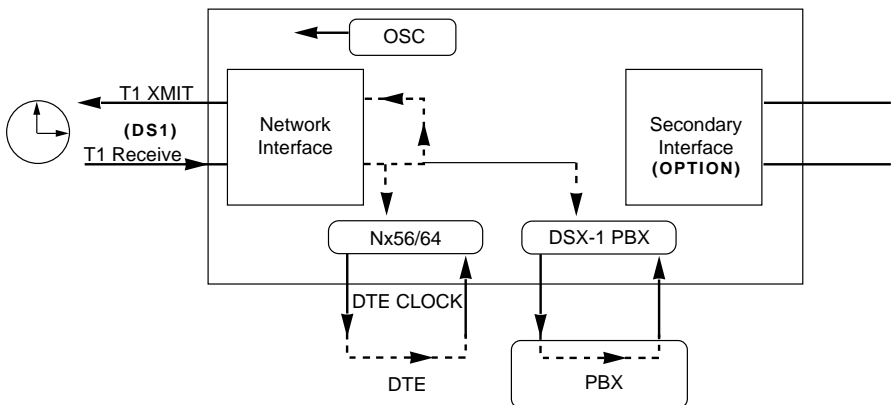 OSC
T1 XMIT
(DS1)
T1 Receive
Network
Interface
Secondary
Interface
(OPTION)
Nx56/64
DSX-1 PBX
DTE CLOCK
DTE
PBX